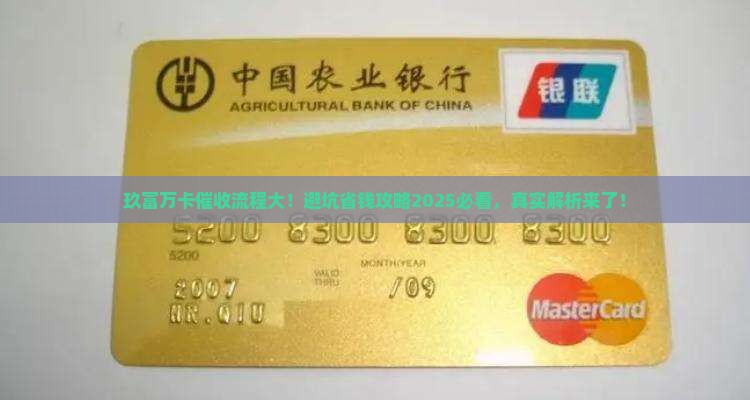 中国农业银行
AGRICULTURAL BANK OF CHINA
银联
玖富万卡催收流程大！避坑省钱攻略2025必看，真实解析来了！
5200 8300 8300 8300
5200
MONTH/YEAR
VALID
THRU
2007 /09
MR.QIU
MasterCard